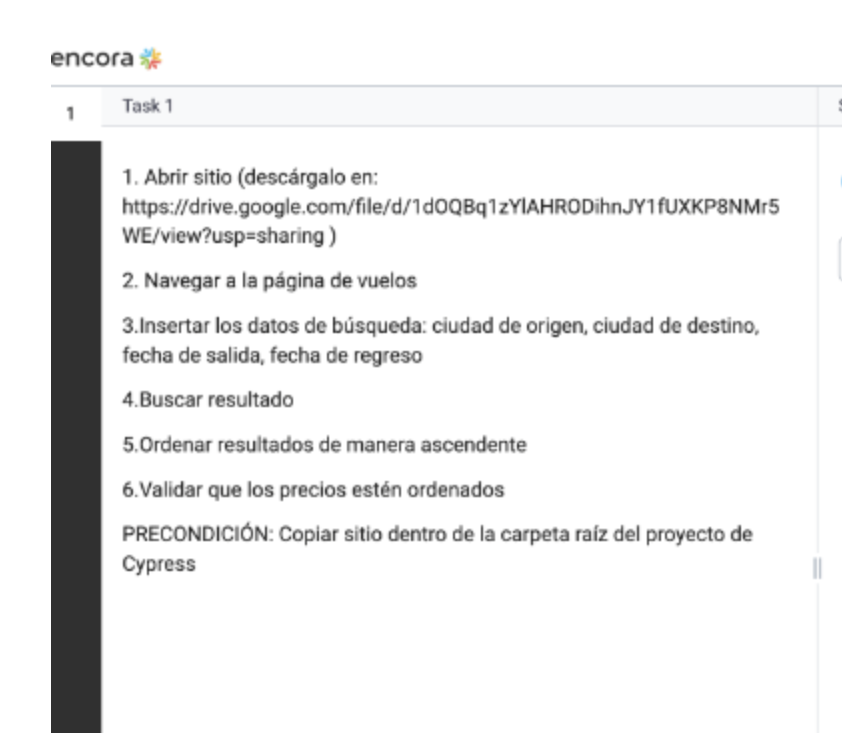 encora
1 Task 1
1. Abrir sitio (descárgalo en:
https://drive.google.com/file/d/1dOQBq1zYlAHRODihnJY1fUXKP8NMr5
WE/view?usp=sharing )
2. Navegar a la página de vuelos
3.Insertar los datos de búsqueda: ciudad de origen, ciudad de destino,
fecha de salida, fecha de regreso
4.Buscar resultado
5.Ordenar resultados de manera ascendente
6.Validar que los precios estén ordenados
PRECONDICIÓN: Copiar sitio dentro de la carpeta raíz del proyecto de
Cypress